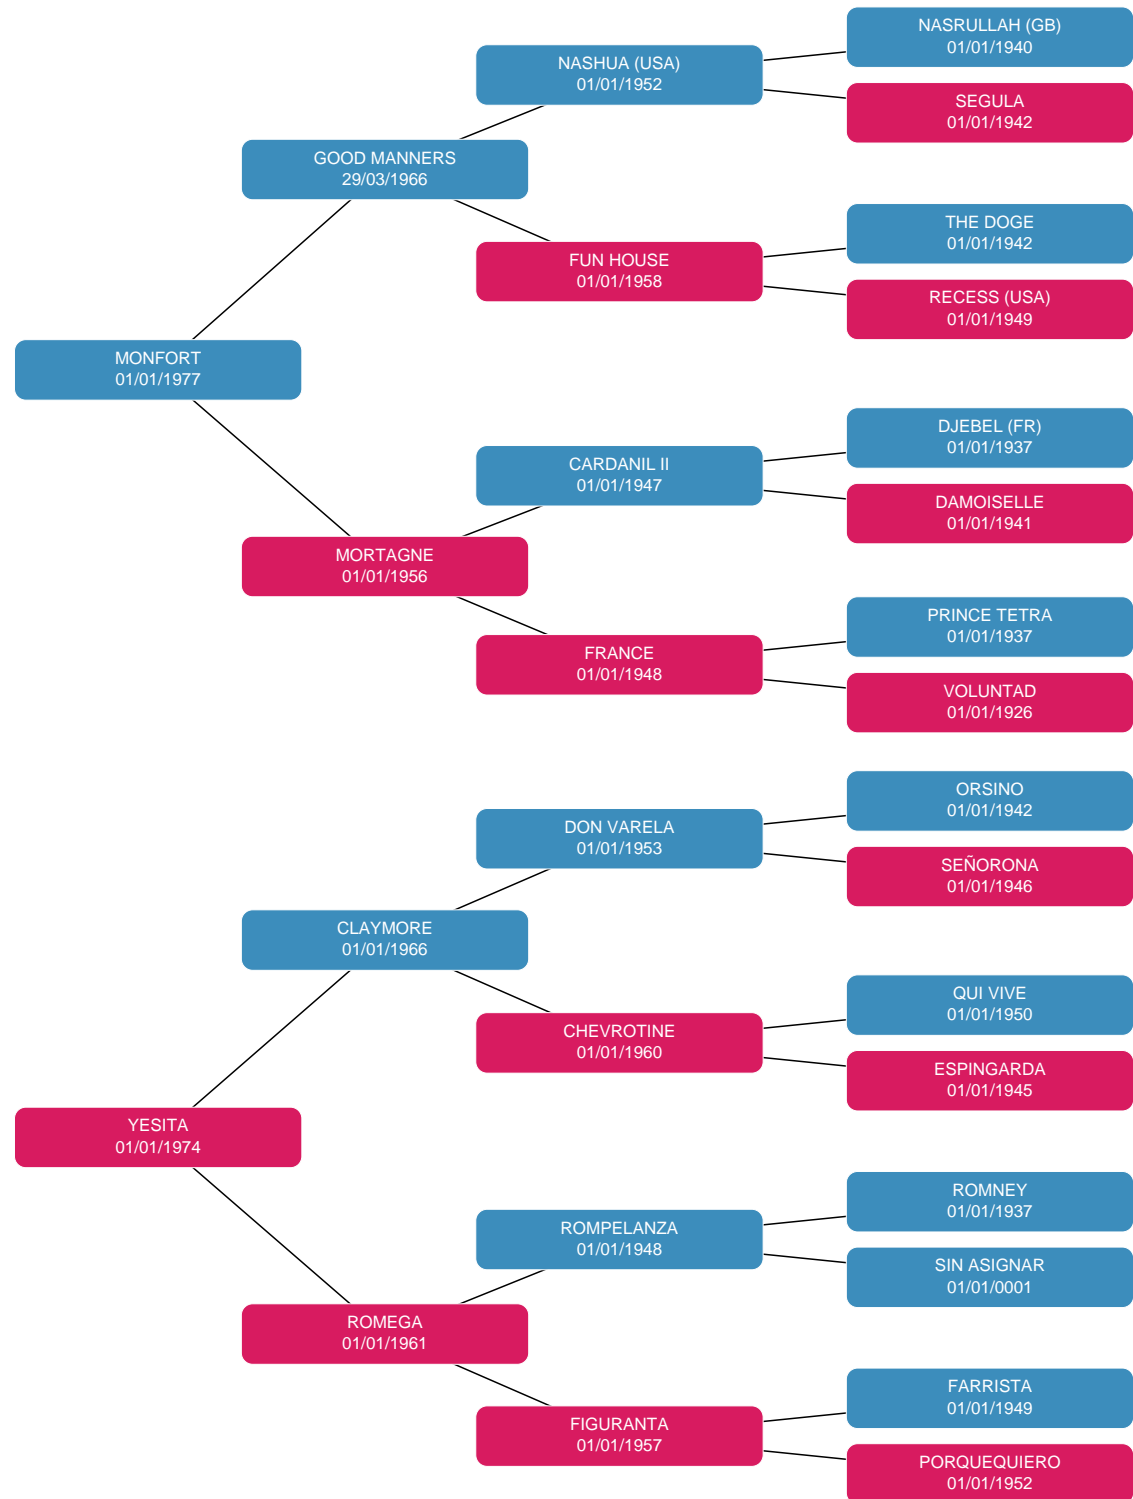 NASRULLAH (GB)
01/01/1940
NASHUA (USA)
01/01/1952
SEGULA
01/01/1942
GOOD MANNERS
29/03/1966
THE DOGE
01/01/1942
FUN HOUSE
01/01/1958
RECESS (USA)
01/01/1949
MONFORT
01/01/1977
DJEBEL (FR)
01/01/1937
CARDANIL II
01/01/1947
DAMOISELLE
01/01/1941
MORTAGNE
01/01/1956
PRINCE TETRA
01/01/1937
FRANCE
01/01/1948
VOLUNTAD
01/01/1926
ORSINO
01/01/1942
DON VARELA
01/01/1953
SEÑORONA
01/01/1946
CLAYMORE
01/01/1966
QUI VIVE
01/01/1950
CHEVROTINE
01/01/1960
ESPINGARDA
01/01/1945
YESITA
01/01/1974
ROMNEY
01/01/1937
ROMPELANZA
01/01/1948
SIN ASIGNAR
01/01/0001
ROMEGA
01/01/1961
FARRISTA
01/01/1949
FIGURANTA
01/01/1957
PORQUEQUIERO
01/01/1952